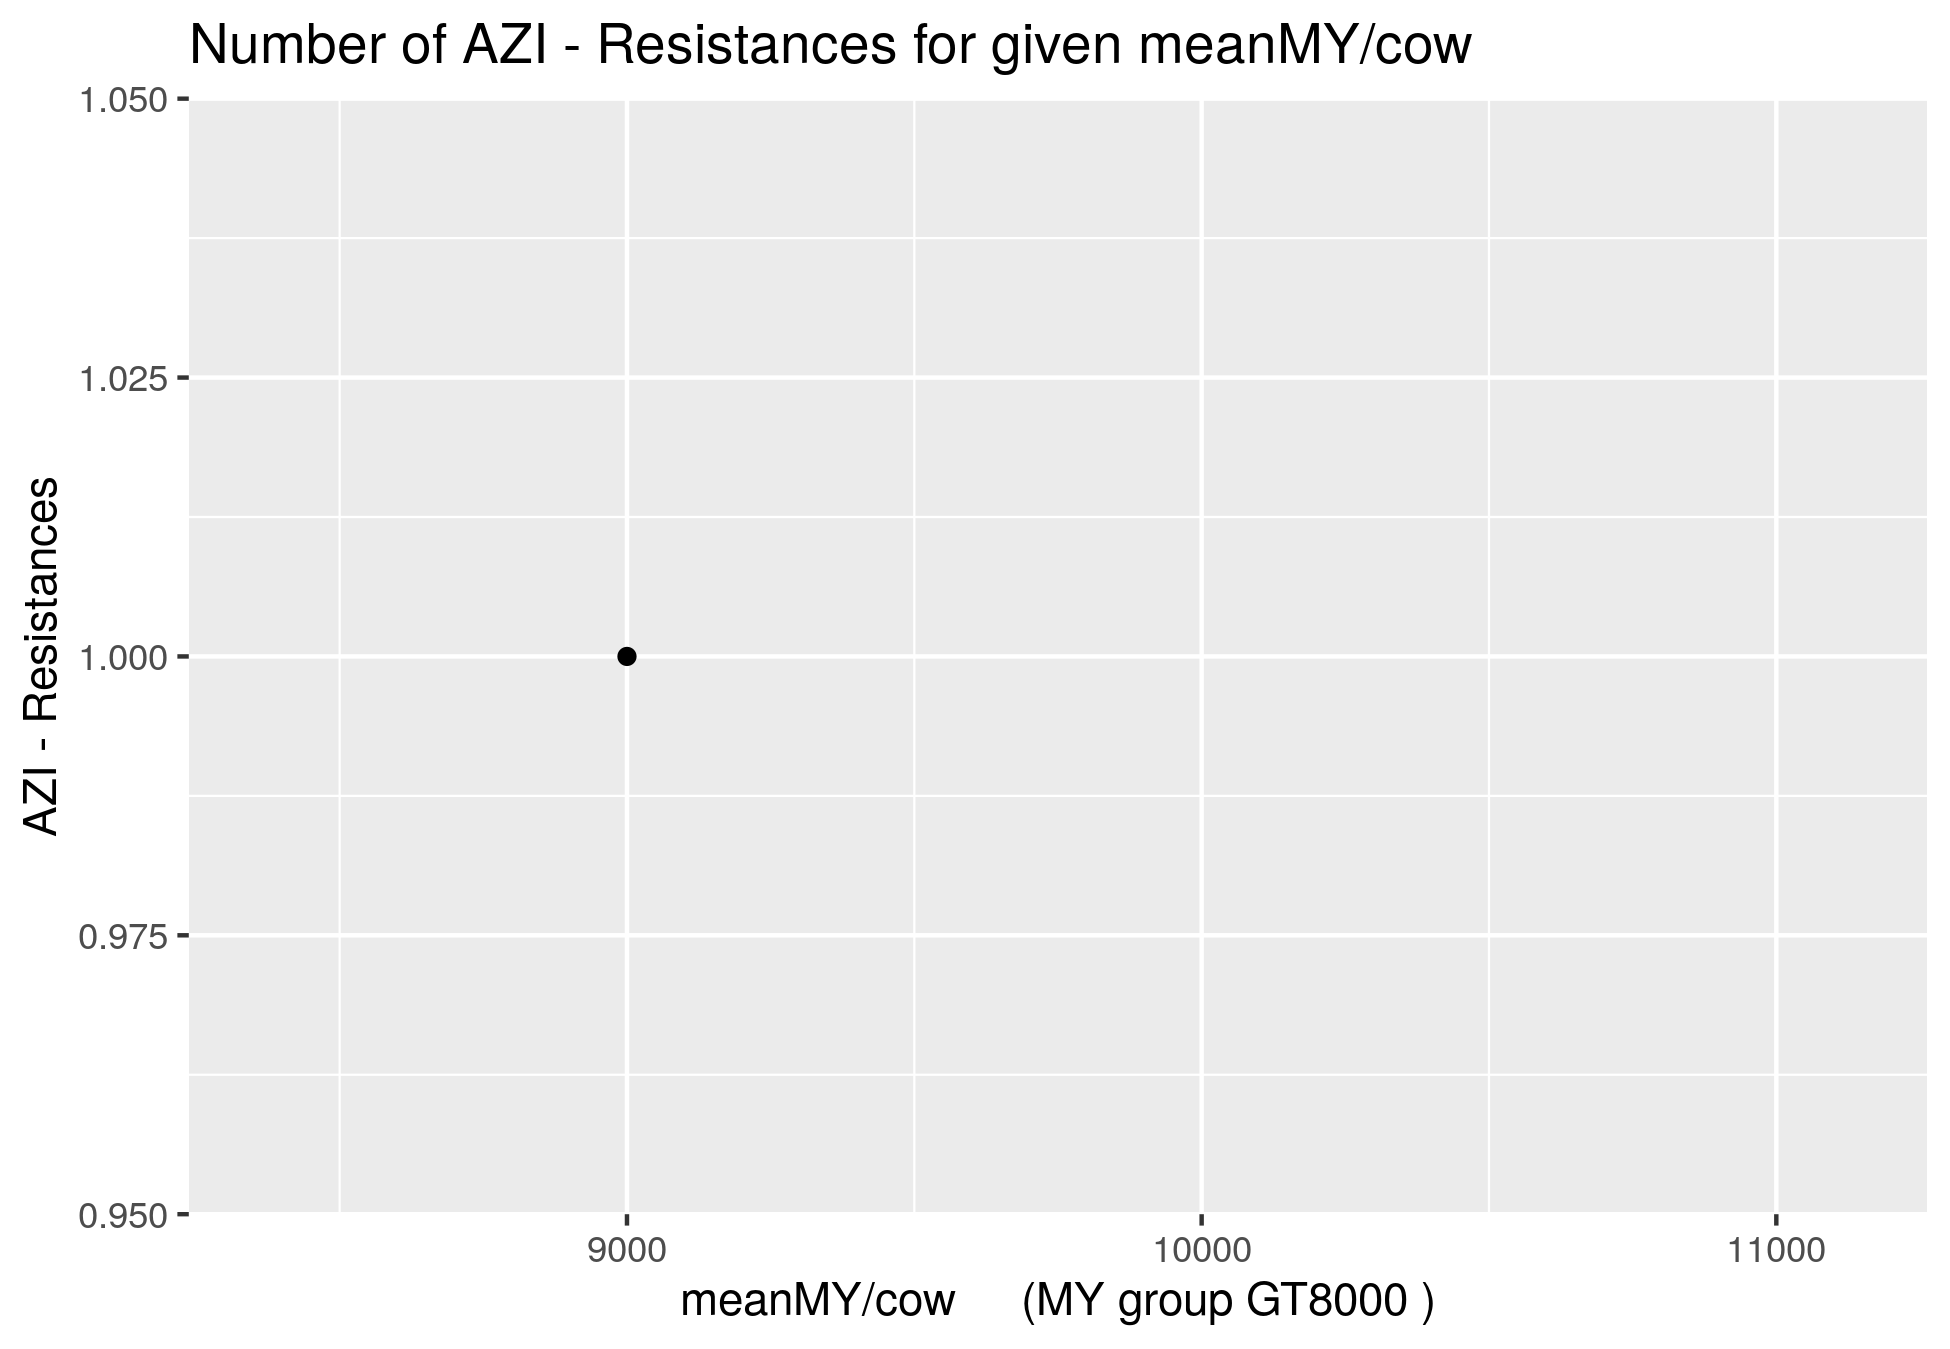 Number of AZI - Resistances for given meanMY/cow
AZI - Resistances
1.050
1.025
1.000
0.975
0.950
9000 10000 11000
meanMY/cow (MY group GT8000 )